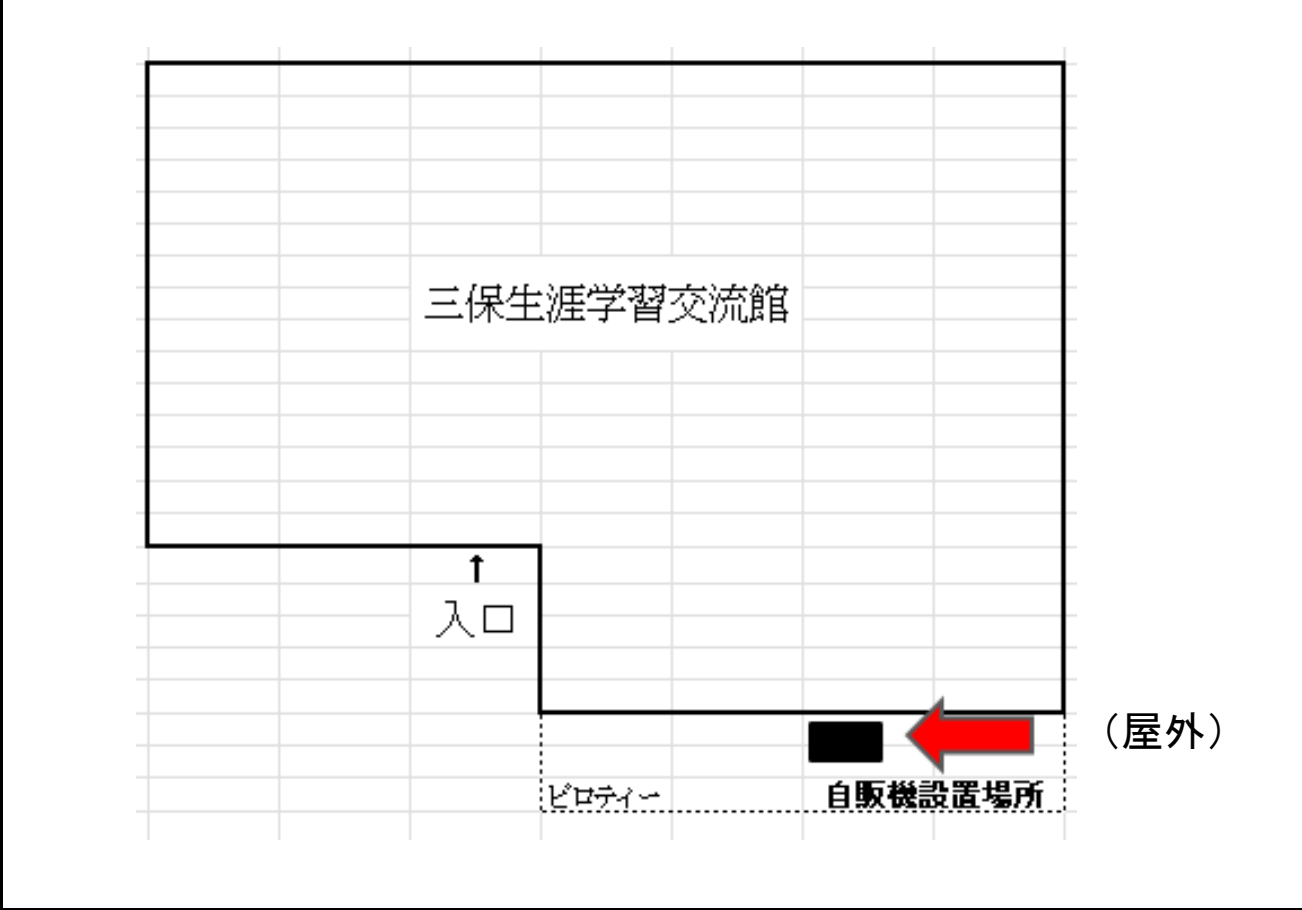 三保生涯学習交流館
↑
入口
（屋外）
ピロティー
自販機設置場所